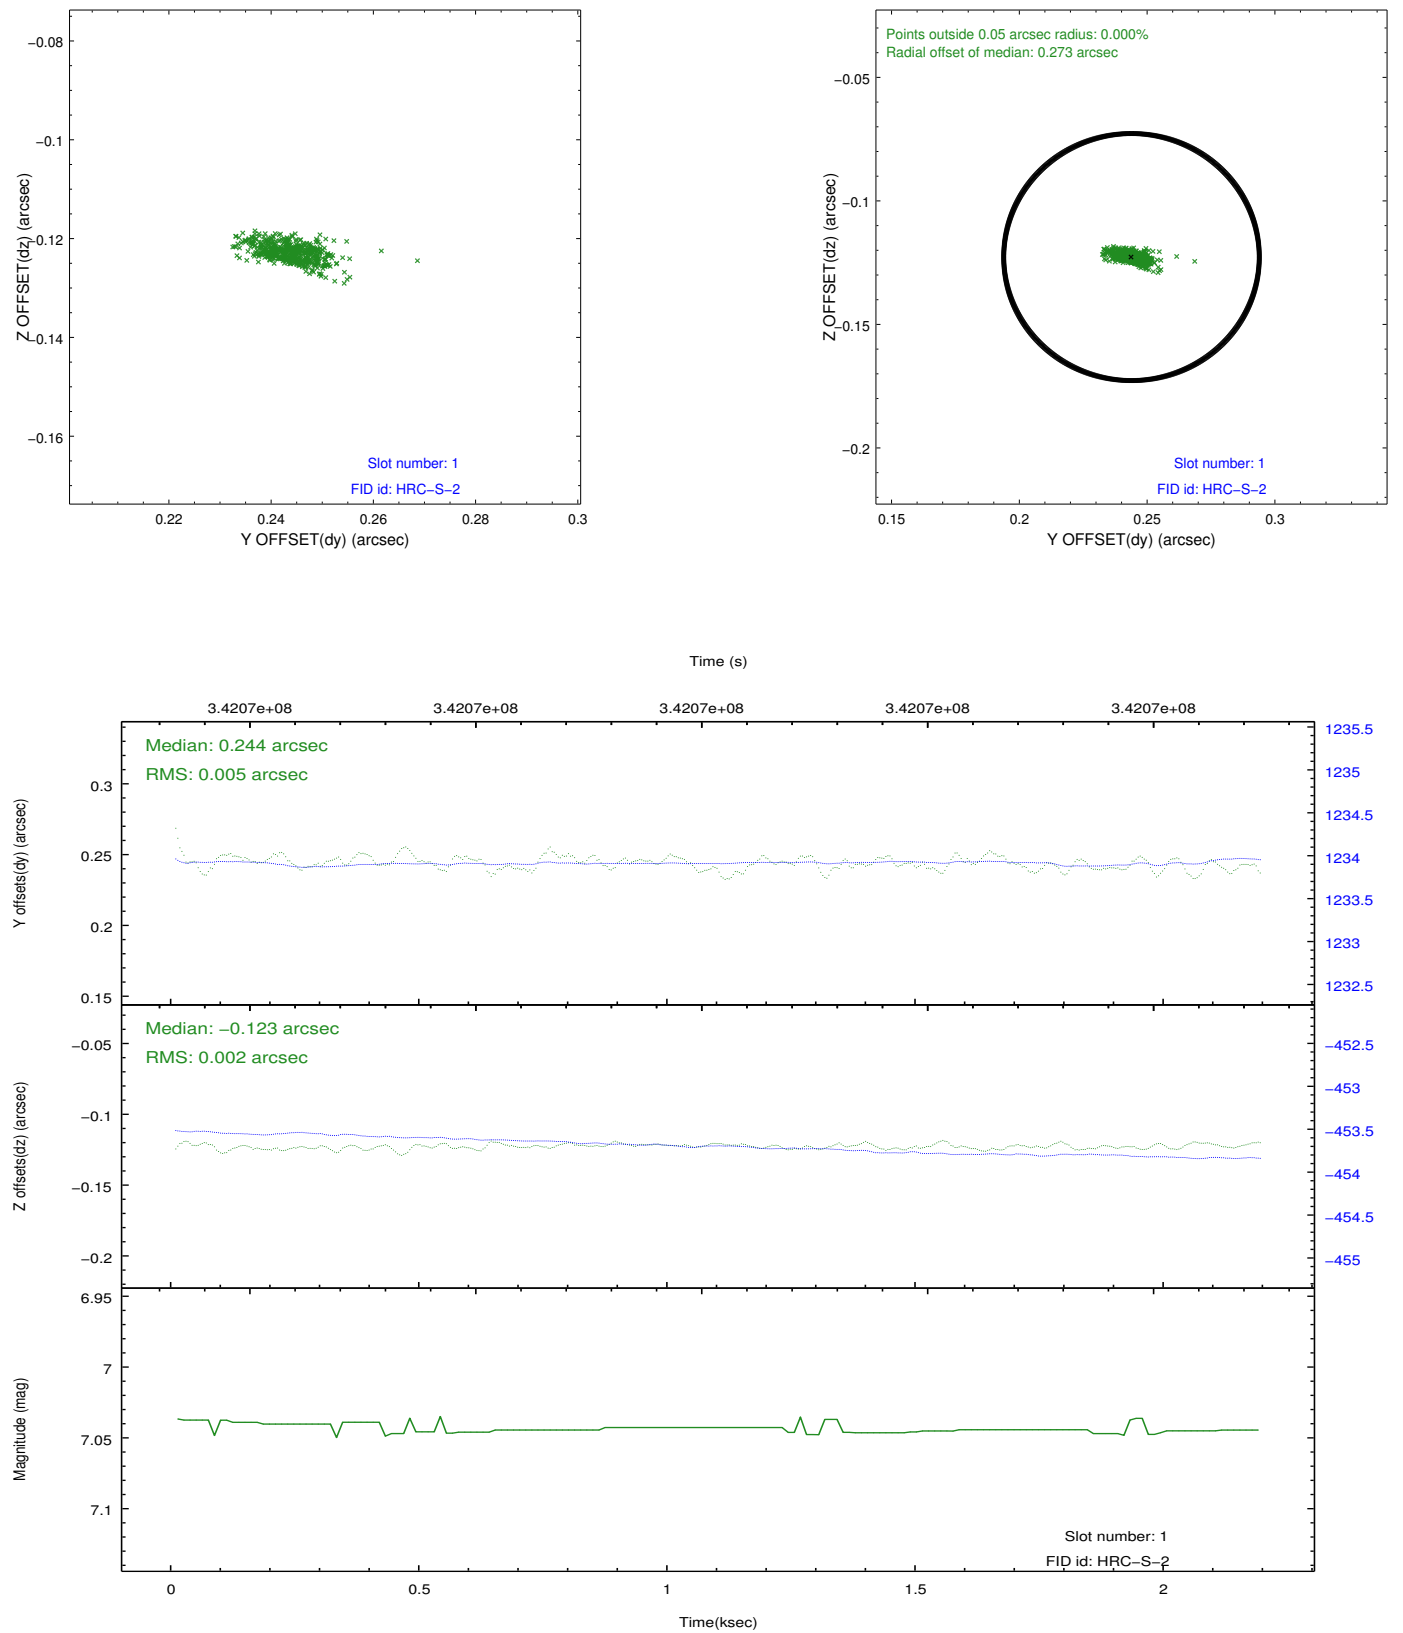 −0.08
−0.1
−0.12
−0.14
−0.16
Z OFFSET(dz) (arcsec)
Slot number: 1
FID id: HRC−S−2
0.22
0.24
0.26
0.28
0.3
Y OFFSET(dy) (arcsec)
Points outside 0.05 arcsec radius: 0.000%
Radial offset of median: 0.273 arcsec
−0.05
−0.1
−0.15
−0.2
Z OFFSET(dz) (arcsec)
Slot number: 1
FID id: HRC−S−2
0.15
0.2
0.25
0.3
Y OFFSET(dy) (arcsec)
Time (s)
3.4207e+08
3.4207e+08
3.4207e+08
3.4207e+08
3.4207e+08
Median: 0.244 arcsec
RMS: 0.005 arcsec
0.3
0.25
0.2
0.15
Y offsets(dy) (arcsec)
1235.5
1235
1234.5
1234
1233.5
1233
1232.5
Median: −0.123 arcsec
RMS: 0.002 arcsec
−0.05
−0.1
−0.15
−0.2
Z offsets(dz) (arcsec)
−452.5
−453
−453.5
−454
−454.5
−455
6.95
7
7.05
7.1
Magnitude (mag)
Slot number: 1
FID id: HRC−S−2
0
0.5
1
1.5
2
Time(ksec)